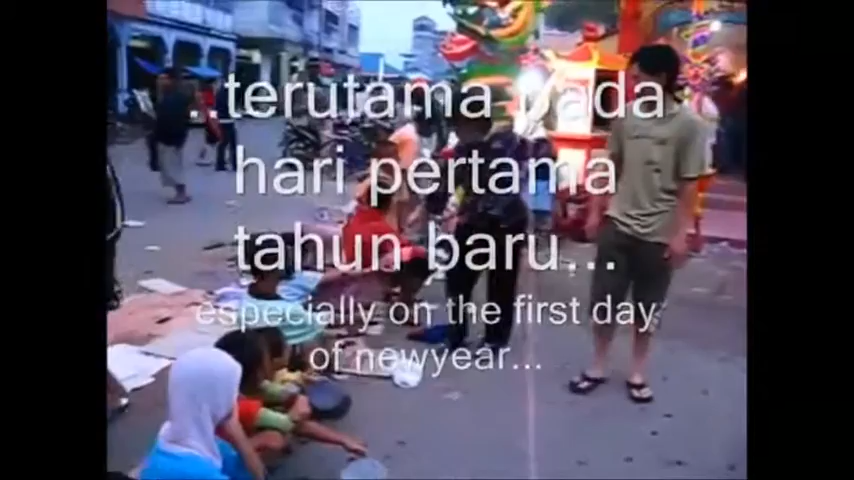 ..terutama pada
hari pertama
tahun baru...
especially on the first day
of newyear...